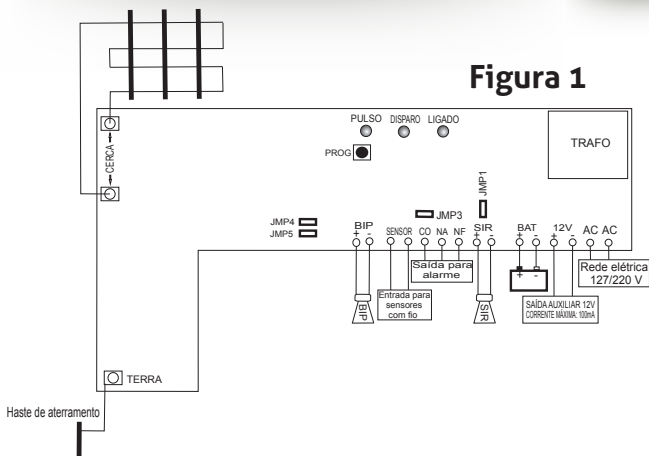 Figura 1
PULSO DISPARO LIGADO
PROG
TRAFO
CERCA
JMP1
JMP4
JMP5
JMP3
BIP SENSOR CO NA NF SIR BAT 12V AC AC
+ - + - + - + -
Saída para
alarme
Rede elétrica
127/220 V
+ -
Entrada para
sensores
com fio
BIP
SIR
SAÍDA AUXILIAR 12V
CORRENTE MÁXIMA: 100mA
TERRA
Haste de aterramento